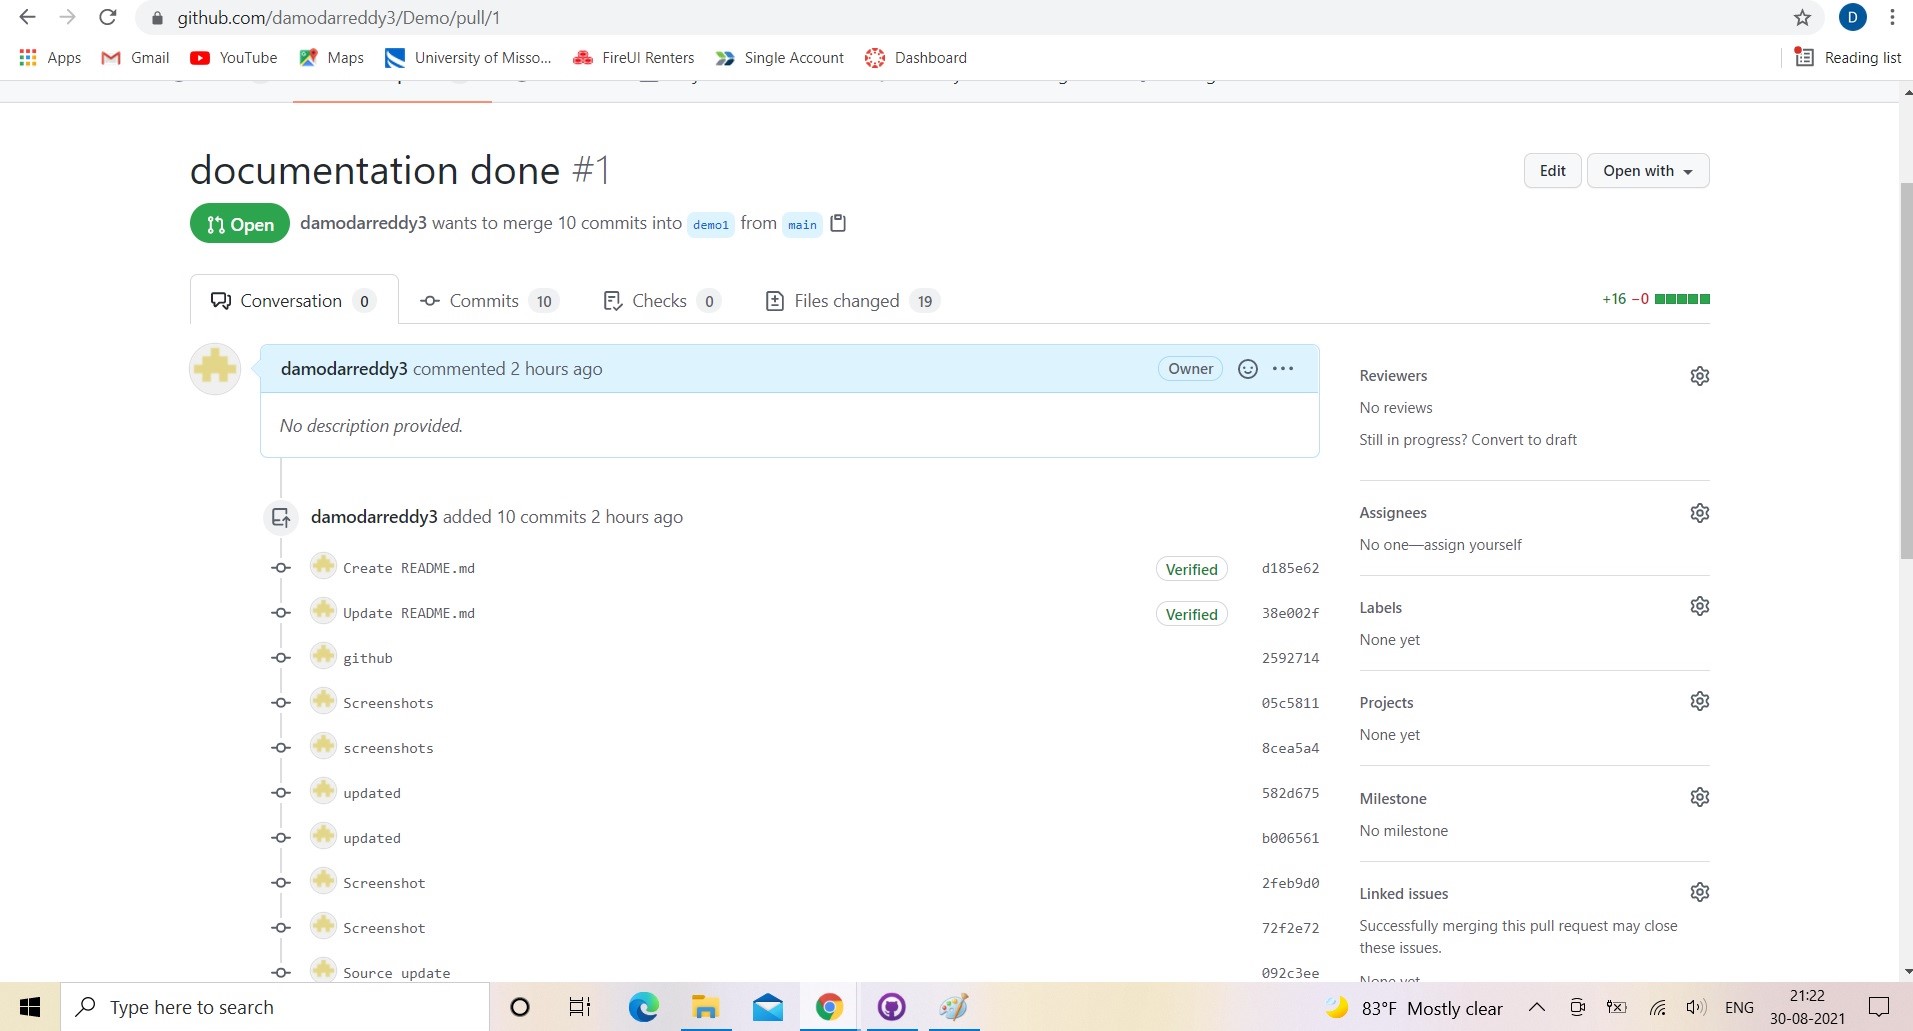 github.com/damodarreddy3/Demo/pull/1
D
Apps Gmail YouTube Maps University of Misso... FireUI Renters Single Account Dashboard Reading list
documentation done #1
Edit Open with
Open damodarreddy3 wants to merge 10 commits into demo1 from main
Conversation 0 Commits 10 Checks 0 Files changed 19 +16 −0
damodarreddy3 commented 2 hours ago Owner
No description provided.
damodarreddy3 added 10 commits 2 hours ago
Create README.md Verified d185e62
Update README.md Verified 38e002f
github 2592714
Screenshots 05c5811
screenshots 8cea5a4
updated 582d675
updated b006561
Screenshot 2feb9d0
Screenshot 72f2e72
Source update 092c3ee
Reviewers
No reviews
Still in progress? Convert to draft
Assignees
No one—assign yourself
Labels
None yet
Projects
None yet
Milestone
No milestone
Linked issues
Successfully merging this pull request may close
these issues.
None yet
Type here to search
83°F Mostly clear
ENG
21:22
30-08-2021